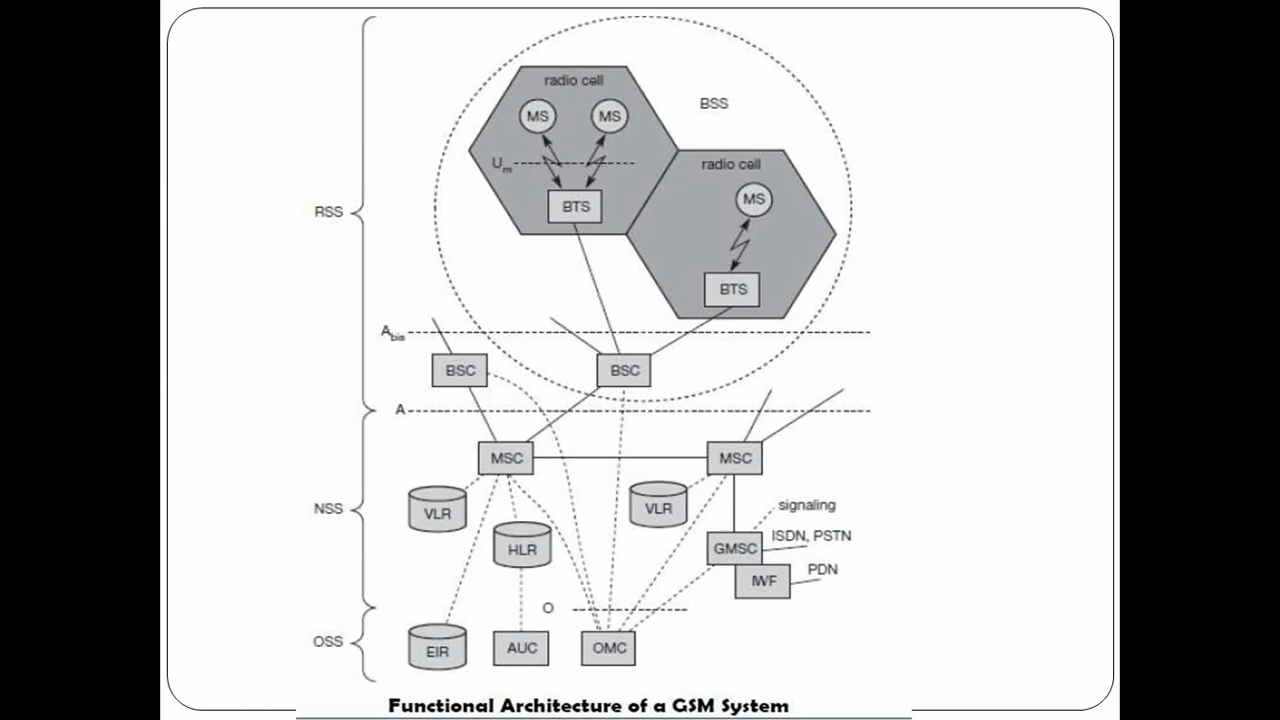 radio cell
BSS
MS
MS
radio cell
Um
MS
RSS
BTS
BTS
Abis
BSC
BSC
A
MSC
MSC
signaling
NSS
VLR
VLR
ISDN, PSTN
HLR
GMSC
PDN
IWF
O
OSS
EIR
AUC
OMC
Functional Architecture of a GSM System